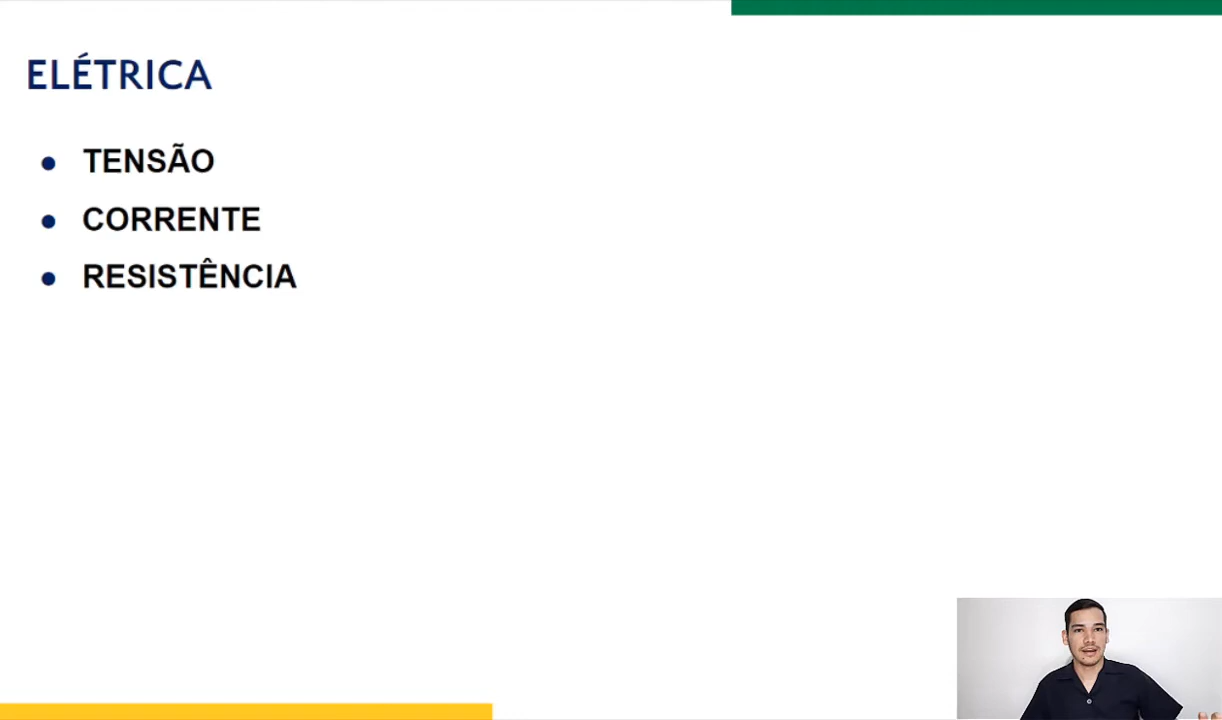 ELÉTRICA
● TENSÃO
● CORRENTE
● RESISTÊNCIA